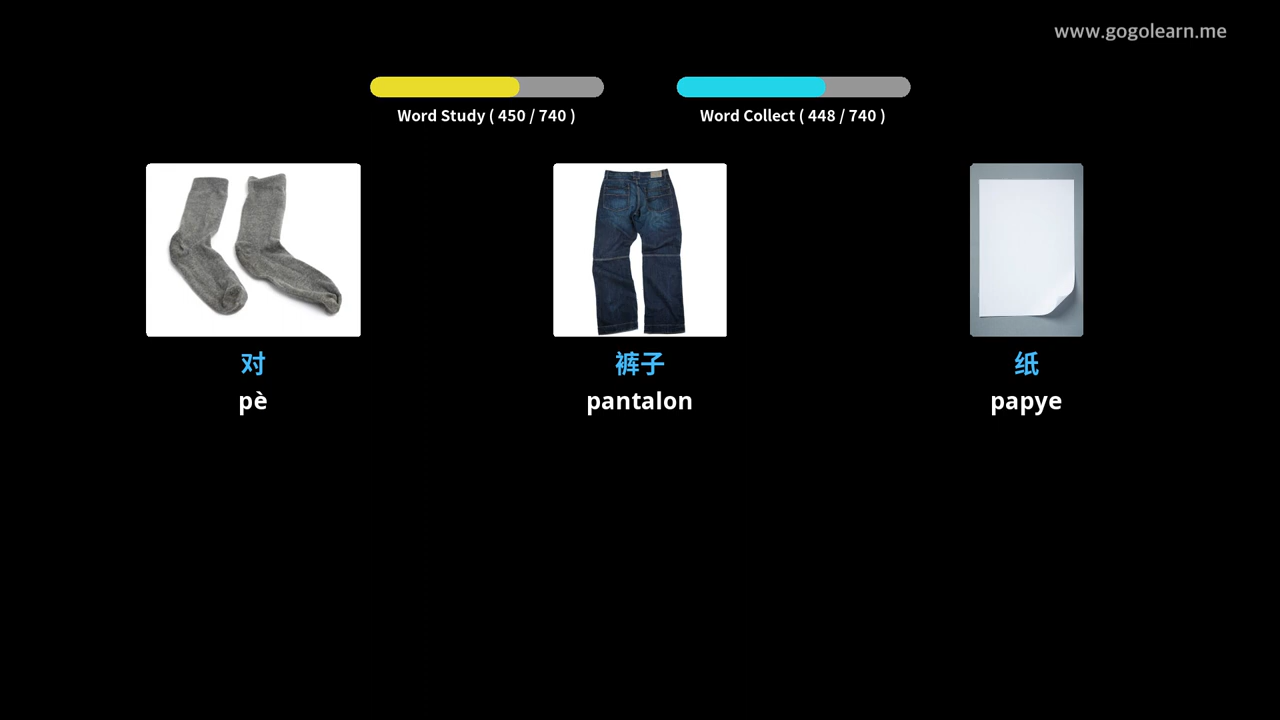 www.gogolearn.me
Word Study ( 450 / 740 )
Word Collect ( 448 / 740 )
对
裤子
纸
pè
pantalon
papye